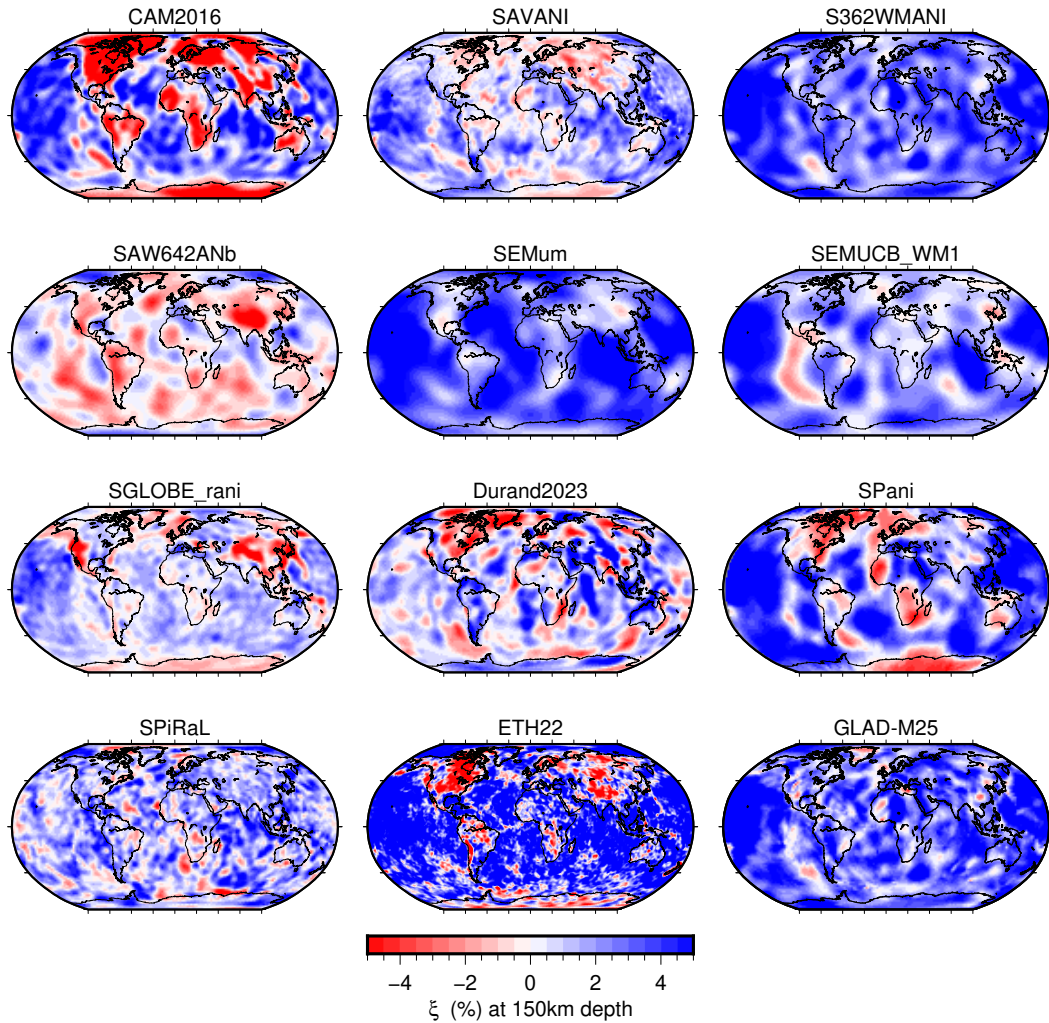 CAM2016 SAVANI S362WMANI
SAW642ANb SEMum SEMUCB_WM1
SGLOBE_rani Durand2023 SPani
SPiRaL ETH22 GLAD-M25
−4 −2 0 2 4
ξ (%) at 150km depth